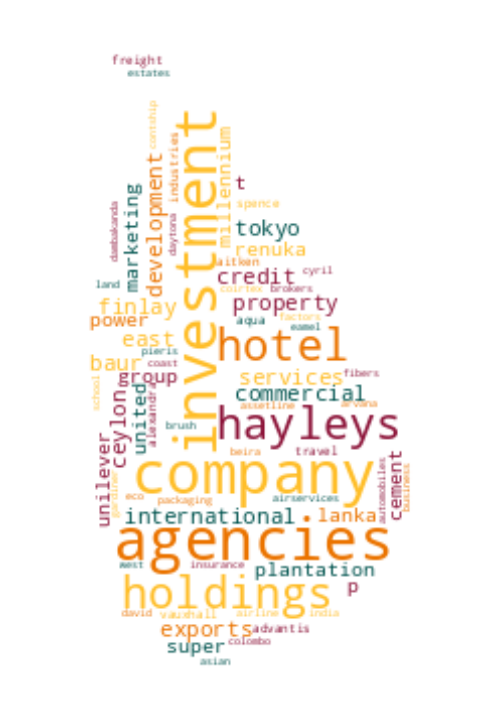 freight
estates
contship
investment
millennium
industries
development
marketing
t
dambakanda
daytona
spence
tokyo
renuka
aitken
credit
cyril
land
coirtex
brokers
finlay
property
power
aqua
factors
eamel
east
hotel
pieris
baur
coast
group
services
fibers
school
united
alexandra
commercial
ceylon
assetline
arvana
hayleys
brush
unilever
beira
travel
company
cement
automobiles
business
gardiner
eco
packaging
airservices
international
.
lanka
agencies
west
insurance
plantation
holdings
p
david
vauxhall
airline
india
exports
advantis
super
colombo
asian